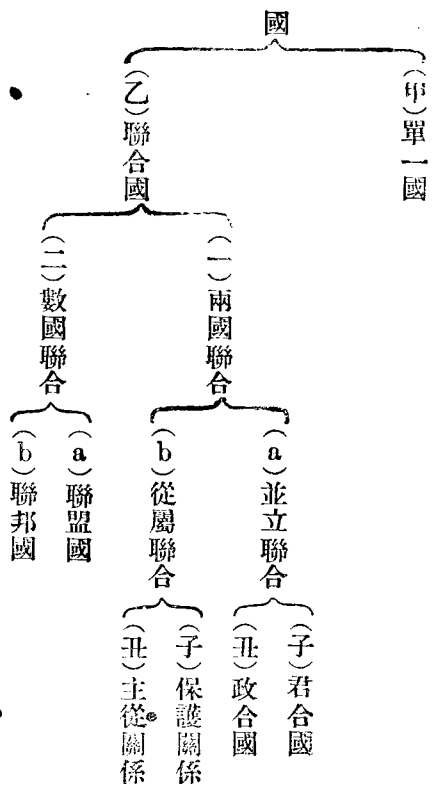 國
(甲)單一國
(乙)聯合國
(一)兩國聯合
(a)並立聯合
(子)君合國
(丑)政合國
(b)從屬聯合
(子)保護關係
(丑)主從關係
(二)數國聯合
(a)聯盟國
(b)聯邦國